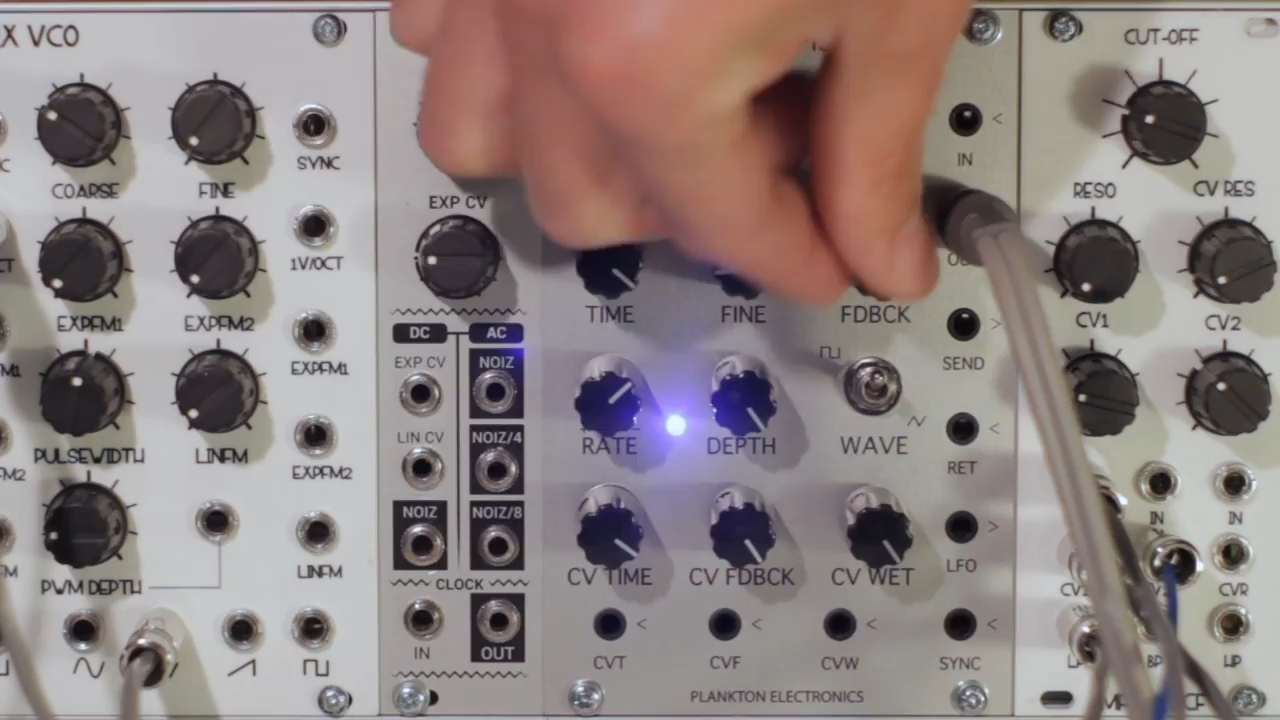 X VCO
COARSE
FINE
SYNC
1V/OCT
EXPFM1
EXPFM2
EXPFM1
PULSEWIDTH
LINFM
EXPFM2
PWM DEPTH
LINFM
EXP CV
DC
AC
EXP CV
NOIZ
LIN CV
NOIZ/4
NOIZ
NOIZ/8
CLOCK
IN
OUT
IN
TIME
FINE
FDBCK
SEND
RATE
DEPTH
WAVE
RET
CV TIME
CV FDBCK
CV WET
LFO
CVT
CVF
CVW
SYNC
PLANKTON ELECTRONICS
CUT-OFF
RESO
CV RES
CV1
CV2
IN
IN
CVR
HP